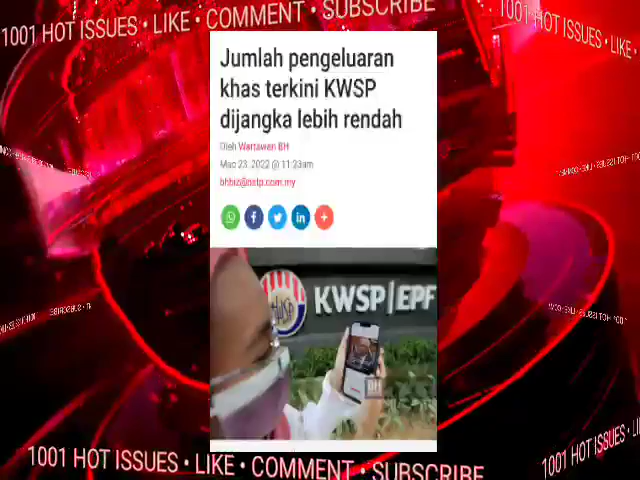 1001 HOT ISSUES • LIKE • COMMENT • SUBSCRIBE
1001 HOT ISSUES • LIKE
Jumlah pengeluaran
khas terkini KWSP
dijangka lebih rendah
Oleh Wartawan BH
Mac 23, 2022 @ 11:23am
bhbiz@nstp.com.my
KWSP | EPF
KWSP
BH
1001 HOT ISSUES • LIKE • COMMENT • SUBSCRIBE
1001 HOT ISSUES